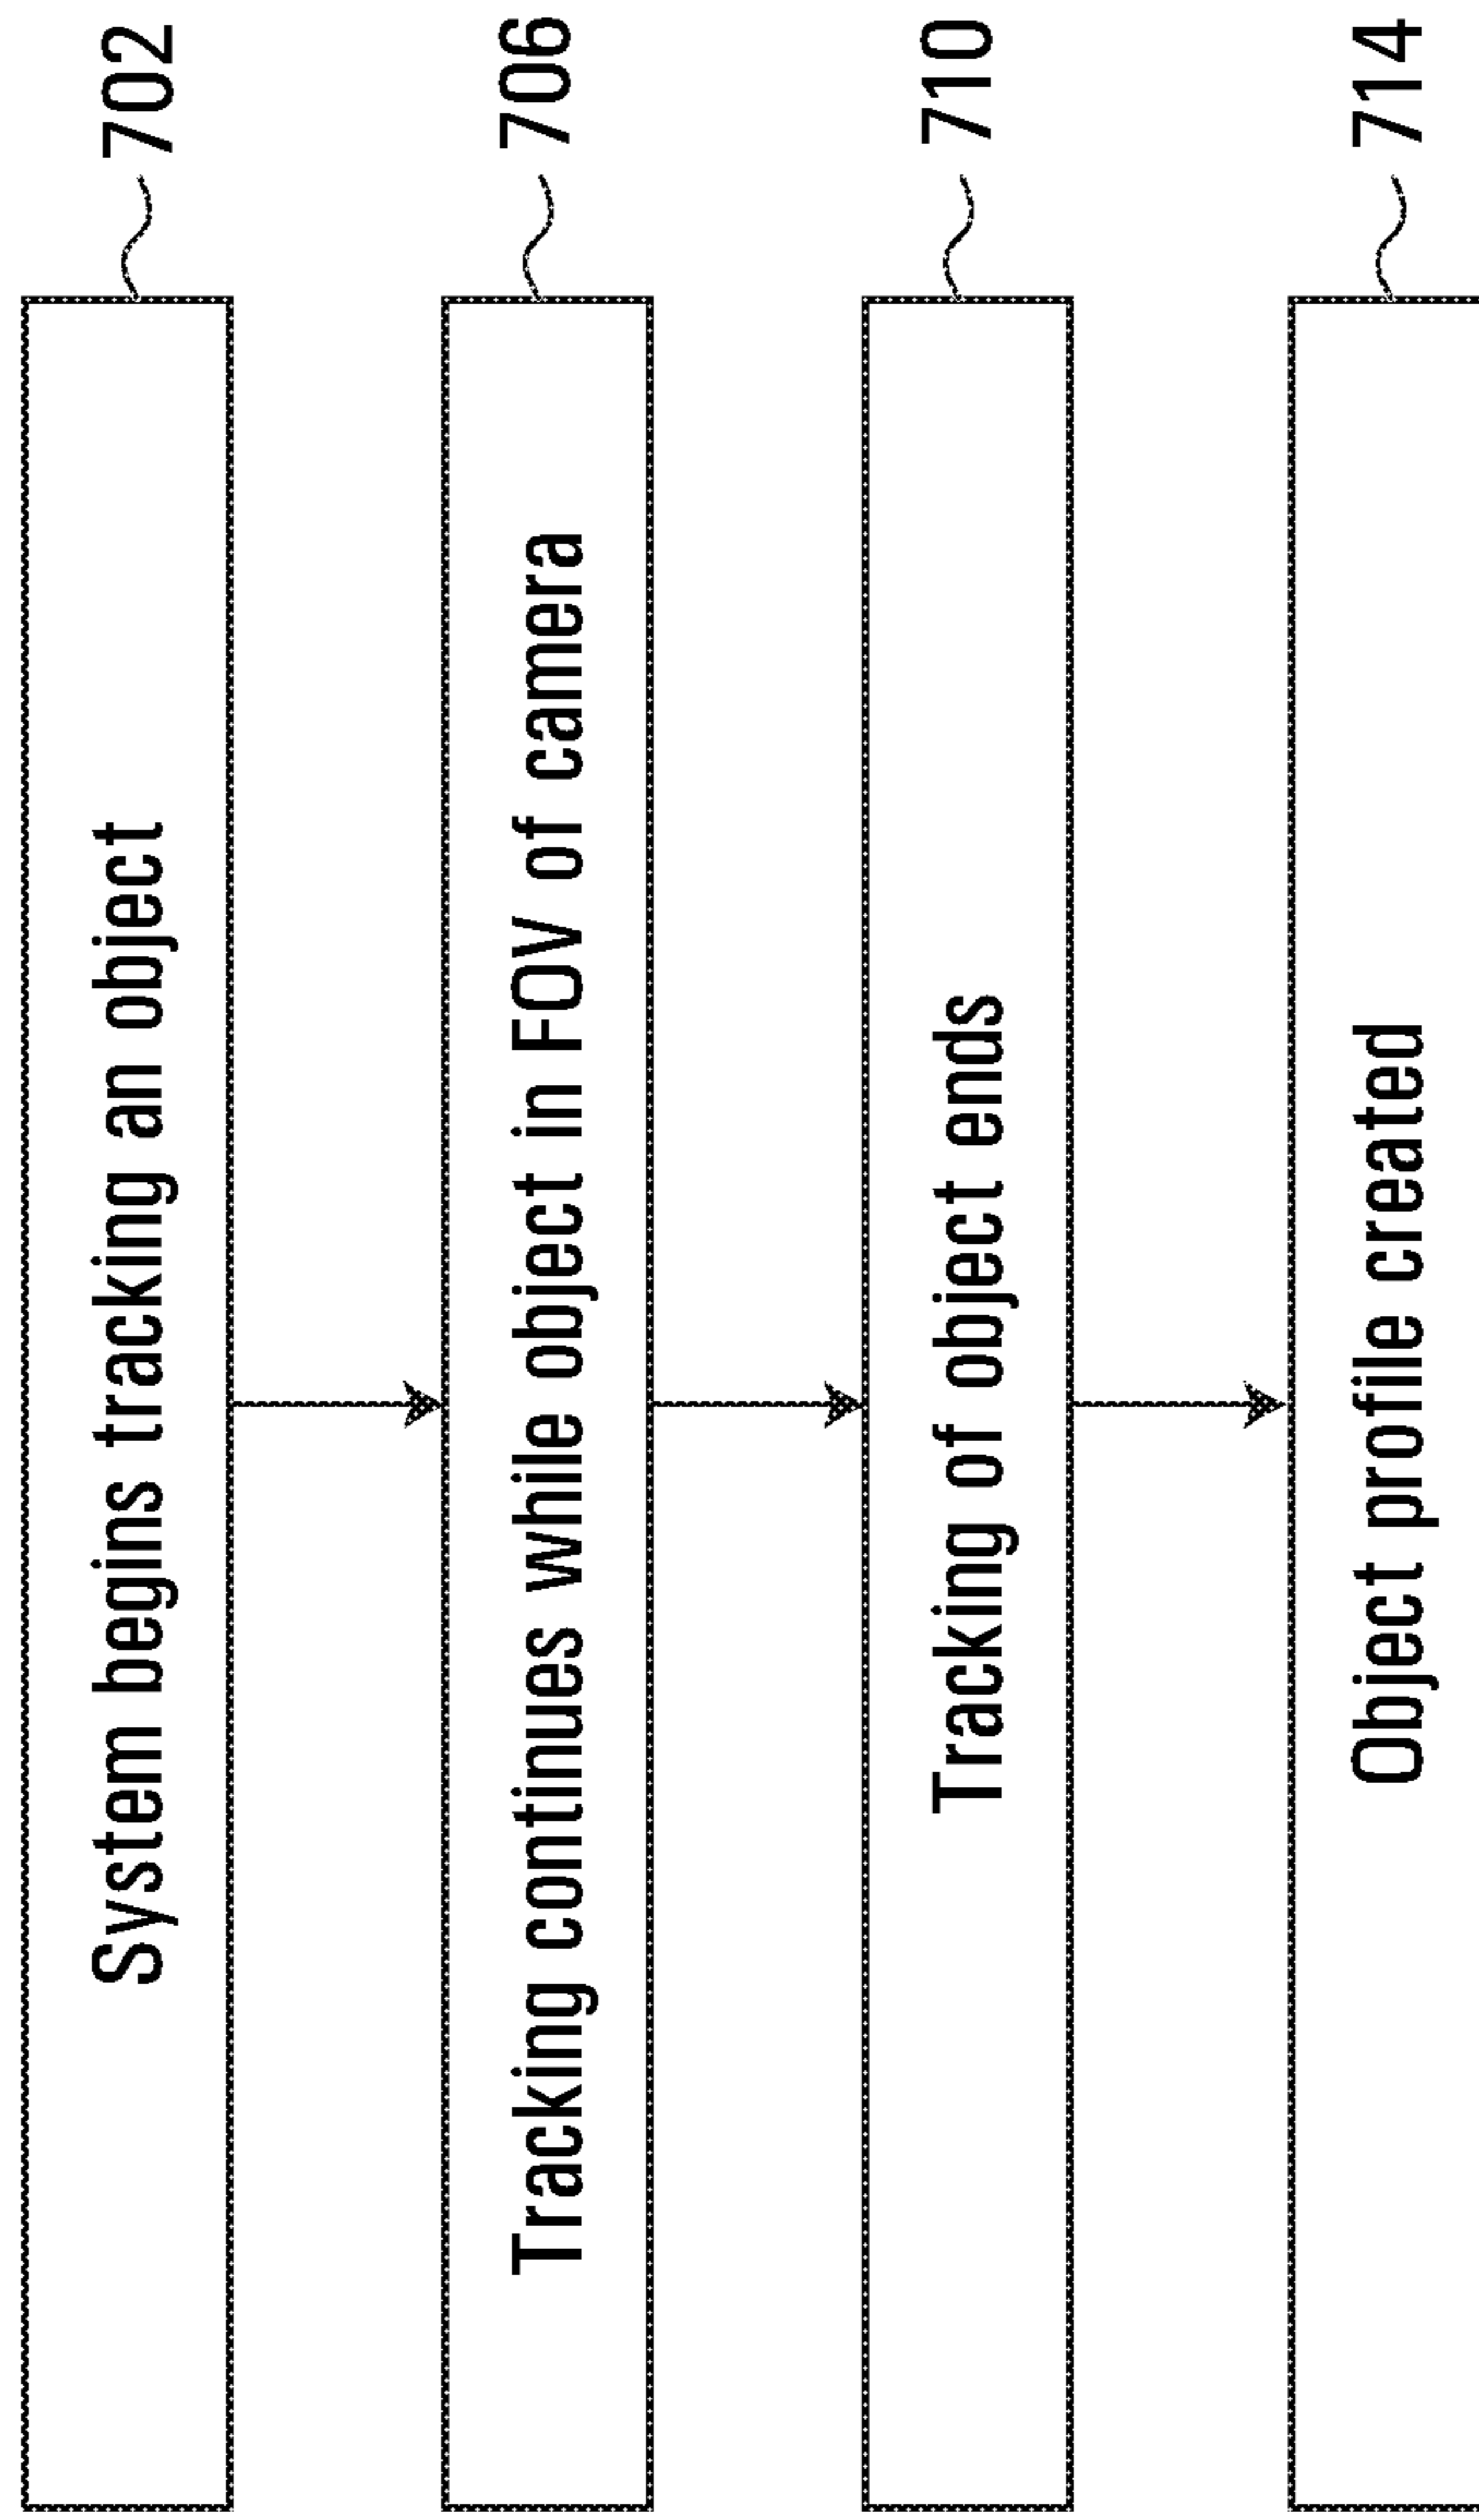 System begins tracking an object
702
Tracking continues while object in FOV of camera
706
Tracking of object ends
710
Object profile created
714